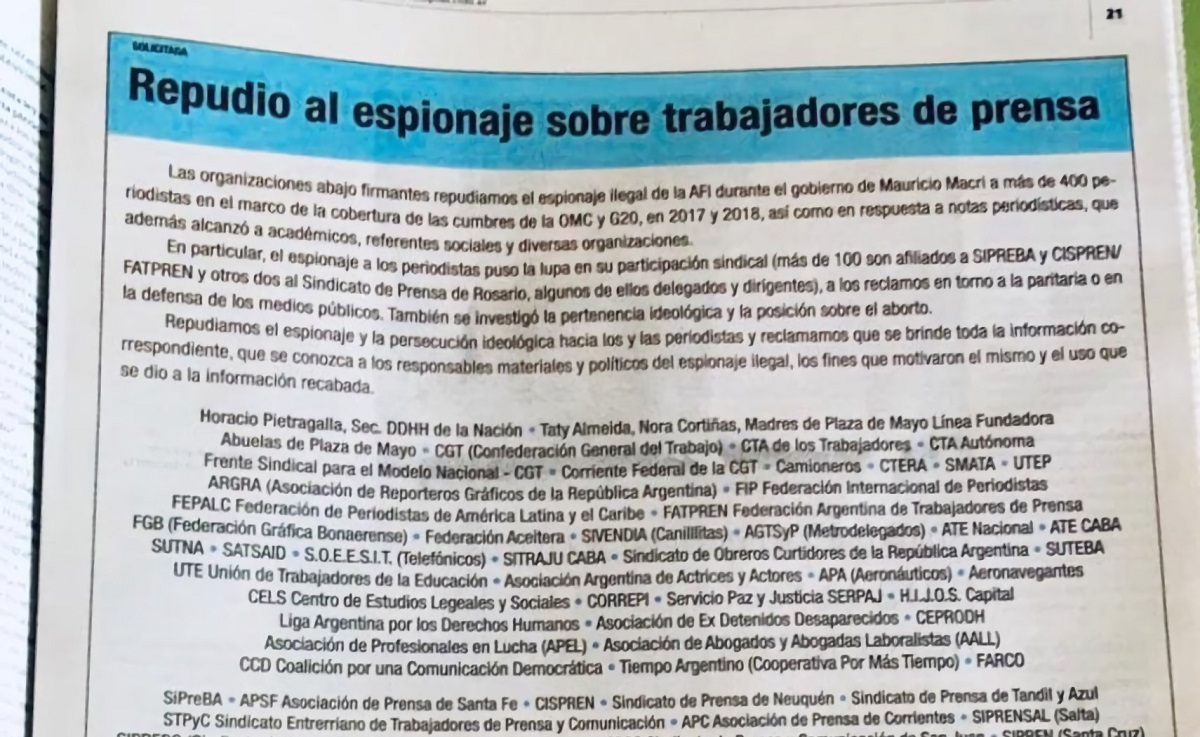 21
SOLICITADA
Repudio al espionaje sobre trabajadores de prensa
Las organizaciones abajo firmantes repudiamos el espionaje ilegal de la AFI durante el gobierno de Mauricio Macri a más de 400 pe-
riodistas en el marco de la cobertura de las cumbres de la OMC y G20, en 2017 y 2018, así como en respuesta a notas periodísticas, que
además alcanzó a académicos, referentes sociales y diversas organizaciones.
En particular, el espionaje a los periodistas puso la lupa en su participación sindical (más de 100 son afiliados a SIPREBA y CISPREN/
FATPREN y otros dos al Sindicato de Prensa de Rosario, algunos de ellos delegados y dirigentes), a los reclamos en torno a la paritaria o en
la defensa de los medios públicos. También se investigó la pertenencia ideológica y la posición sobre el aborto.
Repudiamos el espionaje y la persecución ideológica hacia los y las periodistas y reclamamos que se brinde toda la información co-
rrespondiente, que se conozca a los responsables materiales y políticos del espionaje ilegal, los fines que motivaron el mismo y el uso que
se dio a la información recabada.
Horacio Pietragalla, Sec. DDHH de la Nación • Taty Almeida, Nora Cortiñas, Madres de Plaza de Mayo Línea Fundadora
Abuelas de Plaza de Mayo • CGT (Confederación General del Trabajo) • CTA de los Trabajadores • CTA Autónoma
Frente Sindical para el Modelo Nacional - CGT • Corriente Federal de la CGT • Camioneros • CTERA • SMATA • UTEP
ARGRA (Asociación de Reporteros Gráficos de la República Argentina) • FIP Federación Internacional de Periodistas
FEPALC Federación de Periodistas de América Latina y el Caribe • FATPREN Federación Argentina de Trabajadores de Prensa
FGB (Federación Gráfica Bonaerense) • Federación Aceitera • SIVENDIA (Canillitas) • AGTSyP (Metrodelegados) • ATE Nacional • ATE CABA
SUTNA • SATSAID • S.O.E.E.S.I.T. (Telefónicos) • SITRAJU CABA • Sindicato de Obreros Curtidores de la República Argentina • SUTEBA
UTE Unión de Trabajadores de la Educación • Asociación Argentina de Actrices y Actores • APA (Aeronáuticos) • Aeronavegantes
CELS Centro de Estudios Legeales y Sociales • CORREPI • Servicio Paz y Justicia SERPAJ • H.I.J.O.S. Capital
Liga Argentina por los Derechos Humanos • Asociación de Ex Detenidos Desaparecidos • CEPRODH
Asociación de Profesionales en Lucha (APEL) • Asociación de Abogados y Abogadas Laboralistas (AALL)
CCD Coalición por una Comunicación Democrática • Tiempo Argentino (Cooperativa Por Más Tiempo) • FARCO
SiPreBA • APSF Asociación de Prensa de Santa Fe • CISPREN • Sindicato de Prensa de Neuquén • Sindicato de Prensa de Tandil y Azul
STPyC Sindicato Entrerriano de Trabajadores de Prensa y Comunicación • APC Asociación de Prensa de Corrientes • SIPRENSAL (Salta)
SIPREN (Santa Cruz)